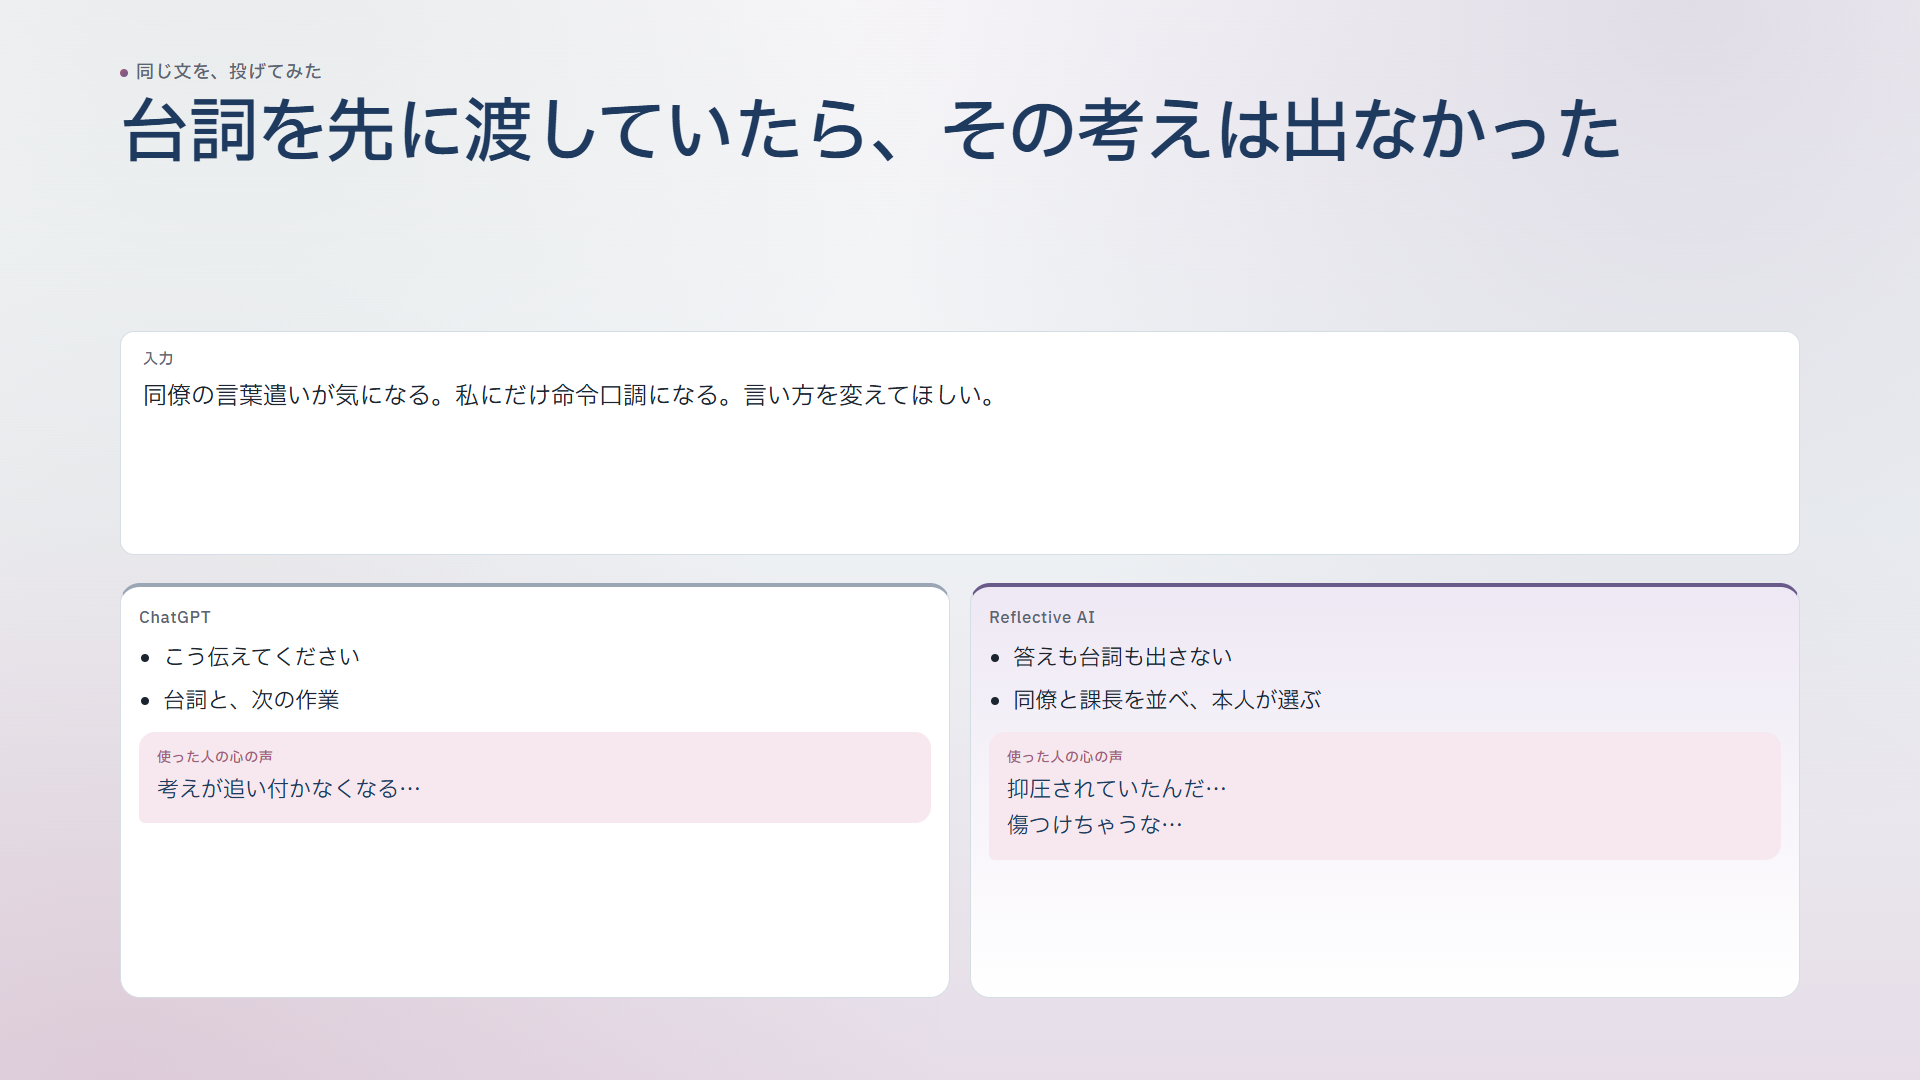 同じ文を、投げてみた
台詞を先に渡していたら、その考えは出なかった
入力
同僚の言葉遣いが気になる。私にだけ命令口調になる。言い方を変えてほしい。
ChatGPT
• こう伝えてください
• 台詞と、次の作業
使った人の心の声
考えが追い付かなくなる…
Reflective AI
• 答えも台詞も出さない
• 同僚と課長を並べ、本人が選ぶ
使った人の心の声
抑圧されていたんだ…
傷つけちゃうな…